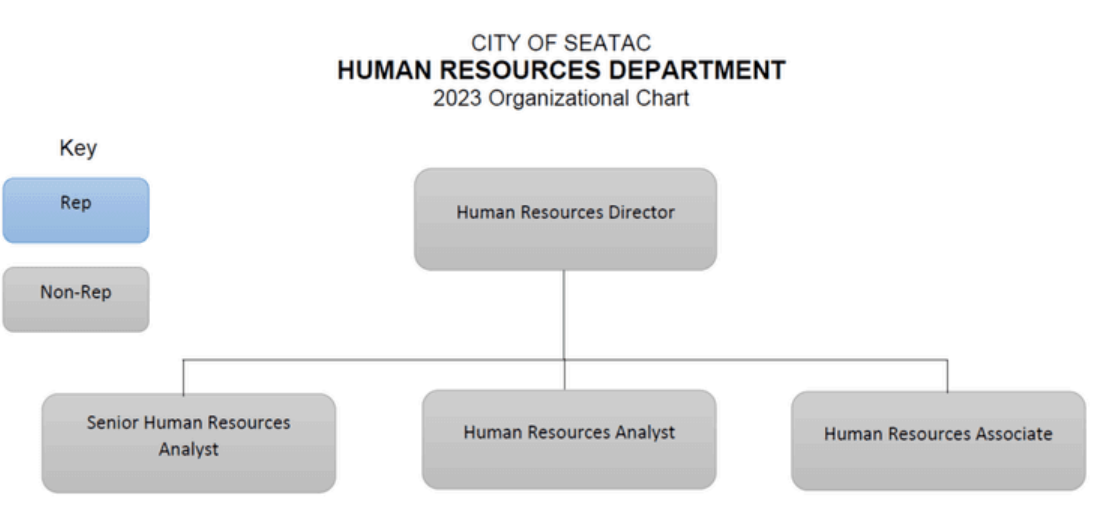 CITY OF SEATAC
HUMAN RESOURCES DEPARTMENT
2023 Organizational Chart
Key
Rep
Non-Rep
Human Resources Director
Senior Human Resources
Analyst
Human Resources Analyst
Human Resources Associate